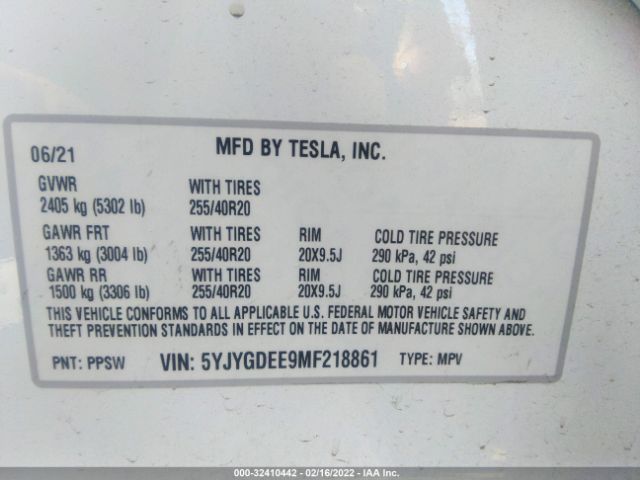 06/21 MFD BY TESLA, INC.
GVWR WITH TIRES
2405 kg (5302 lb) 255/40R20
GAWR FRT WITH TIRES RIM COLD TIRE PRESSURE
1363 kg (3004 lb) 255/40R20 20X9.5J 290 kPa, 42 psi
GAWR RR WITH TIRES RIM COLD TIRE PRESSURE
1500 kg (3306 lb) 255/40R20 20X9.5J 290 kPa, 42 psi
THIS VEHICLE CONFORMS TO ALL APPLICABLE U.S. FEDERAL MOTOR VEHICLE SAFETY AND
THEFT PREVENTION STANDARDS IN EFFECT ON THE DATE OF MANUFACTURE SHOWN ABOVE.
PNT: PPSW VIN: 5YJYGDEE9MF218861 TYPE: MPV
000-32410442 - 02/16/2022 - IAA Inc.